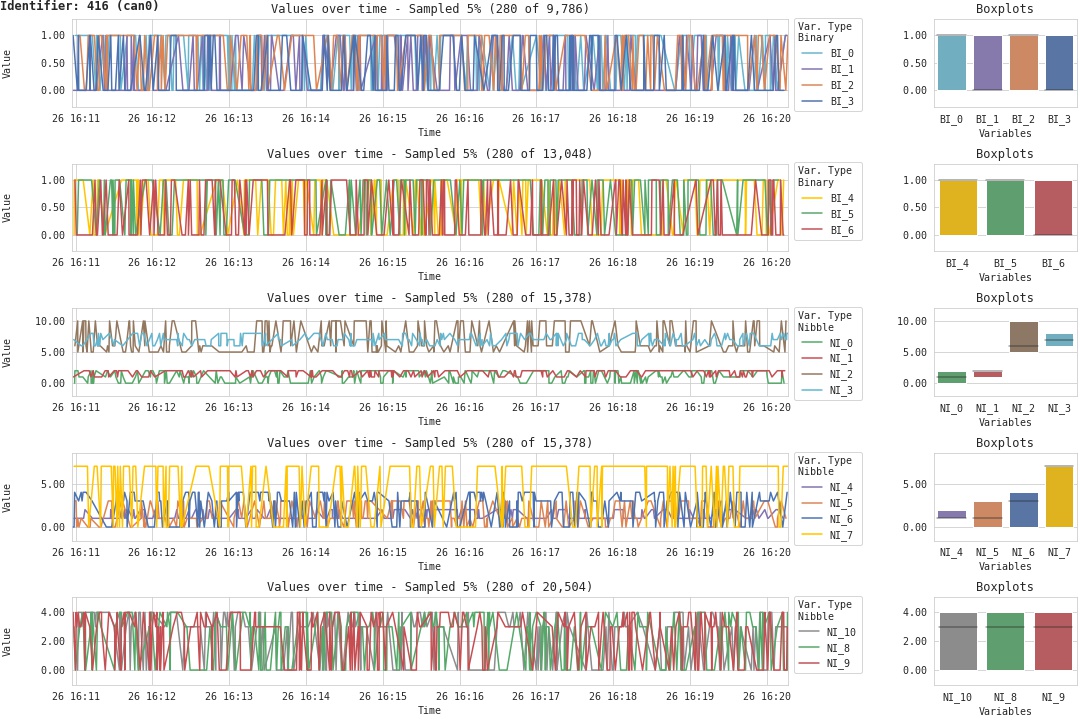 Identifier: 416 (can0)
Values over time - Sampled 5% (280 of 9,786)
Boxplots
Value
1.00
0.50
0.00
26 16:11 26 16:12 26 16:13 26 16:14 26 16:15 26 16:16 26 16:17 26 16:18 26 16:19 26 16:20
Time
Var. Type
Binary
BI_0
BI_1
BI_2
BI_3
1.00
0.50
0.00
BI_0 BI_1 BI_2 BI_3
Variables
Values over time - Sampled 5% (280 of 13,048)
Boxplots
Value
1.00
0.50
0.00
26 16:11 26 16:12 26 16:13 26 16:14 26 16:15 26 16:16 26 16:17 26 16:18 26 16:19 26 16:20
Time
Var. Type
Binary
BI_4
BI_5
BI_6
1.00
0.50
0.00
BI_4 BI_5 BI_6
Variables
Values over time - Sampled 5% (280 of 15,378)
Boxplots
Value
10.00
5.00
0.00
26 16:11 26 16:12 26 16:13 26 16:14 26 16:15 26 16:16 26 16:17 26 16:18 26 16:19 26 16:20
Time
Var. Type
Nibble
NI_0
NI_1
NI_2
NI_3
10.00
5.00
0.00
NI_0 NI_1 NI_2 NI_3
Variables
Values over time - Sampled 5% (280 of 15,378)
Boxplots
Value
5.00
0.00
26 16:11 26 16:12 26 16:13 26 16:14 26 16:15 26 16:16 26 16:17 26 16:18 26 16:19 26 16:20
Time
Var. Type
Nibble
NI_4
NI_5
NI_6
NI_7
5.00
0.00
NI_4 NI_5 NI_6 NI_7
Variables
Values over time - Sampled 5% (280 of 20,504)
Boxplots
Value
4.00
2.00
0.00
26 16:11 26 16:12 26 16:13 26 16:14 26 16:15 26 16:16 26 16:17 26 16:18 26 16:19 26 16:20
Time
Var. Type
Nibble
NI_10
NI_8
NI_9
4.00
2.00
0.00
NI_10 NI_8 NI_9
Variables